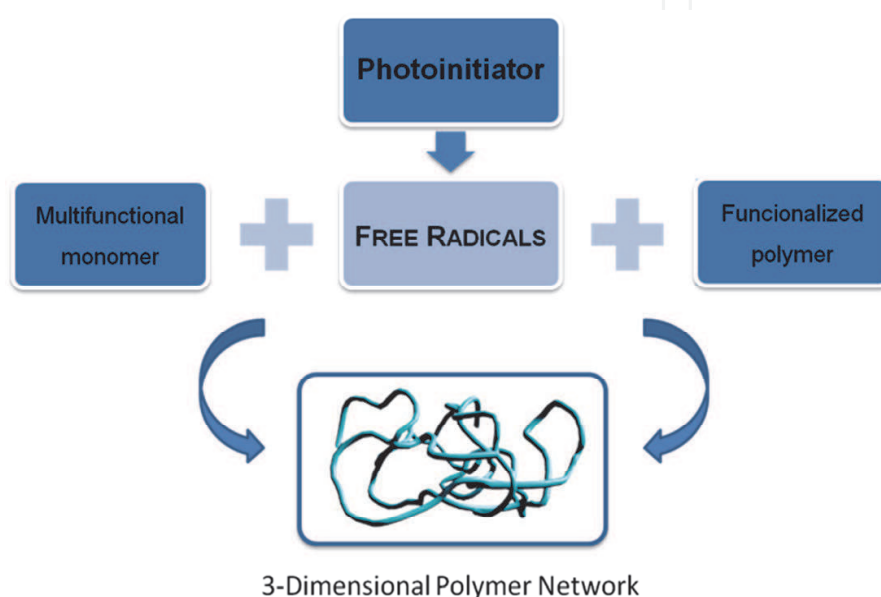 Photoinitiator
Multifunctional
monomer
FREE RADICALS
Funcionalized
polymer
3-Dimensional Polymer Network